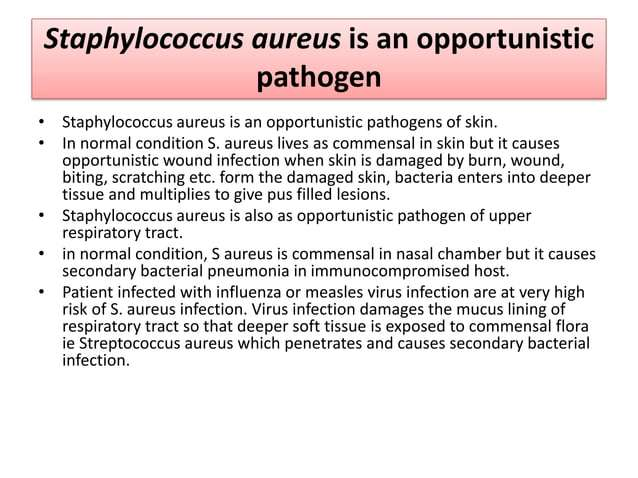 Staphylococcus aureus is an opportunistic
pathogen
• Staphylococcus aureus is an opportunistic pathogens of skin.
• In normal condition S. aureus lives as commensal in skin but it causes
opportunistic wound infection when skin is damaged by burn, wound,
biting, scratching etc. form the damaged skin, bacteria enters into deeper
tissue and multiplies to give pus filled lesions.
• Staphylococcus aureus is also as opportunistic pathogen of upper
respiratory tract.
• in normal condition, S aureus is commensal in nasal chamber but it causes
secondary bacterial pneumonia in immunocompromised host.
• Patient infected with influenza or measles virus infection are at very high
risk of S. aureus infection. Virus infection damages the mucus lining of
respiratory tract so that deeper soft tissue is exposed to commensal flora
ie Streptococcus aureus which penetrates and causes secondary bacterial
infection.